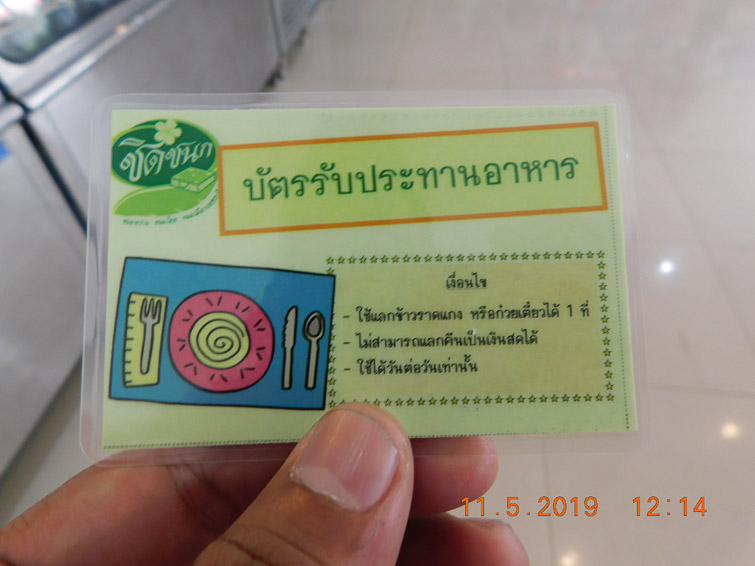 ชิดชนก
บัตรรับประทานอาหาร
เงื่อนไข
- ใช้แลกข้าวราดแกง หรือก๋วยเตี๋ยวได้ 1 ที่
- ไม่สามารถแลกคืนเป็นเงินสดได้
- ใช้ได้วันต่อวันเท่านั้น
11.5.2019 12:14